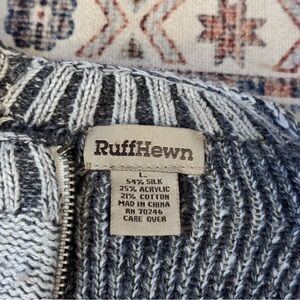 RuffHewn
L
54% SILK
25% ACRYLIC
21% COTTON
MADE IN CHINA
RN 70246
CARE OVER